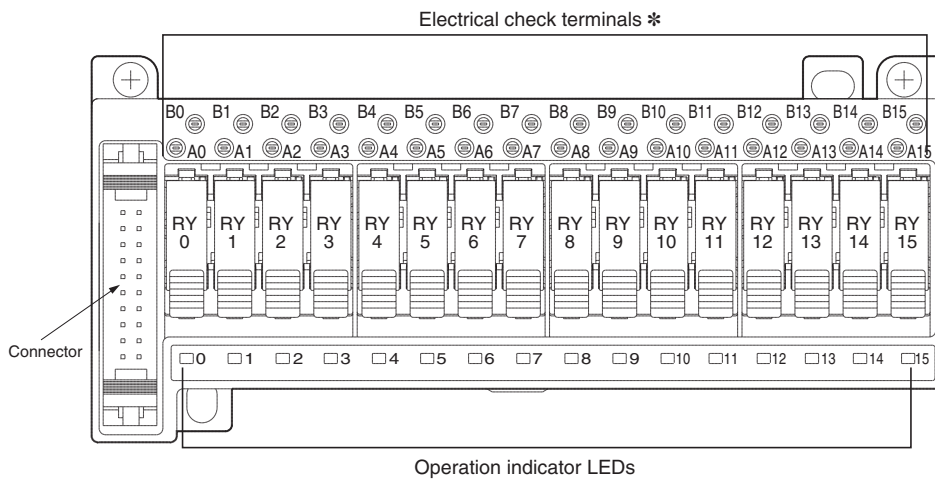 Electrical check terminals ✻
B0 B1 B2 B3 B4 B5 B6 B7 B8 B9 B10 B11 B12 B13 B14 B15
A0 A1 A2 A3 A4 A5 A6 A7 A8 A9 A10 A11 A12 A13 A14 A15
RY RY RY RY RY RY RY RY RY RY RY RY RY RY RY RY
0 1 2 3 4 5 6 7 8 9 10 11 12 13 14 15
Connector
0 1 2 3 4 5 6 7 8 9 10 11 12 13 14 15
Operation indicator LEDs